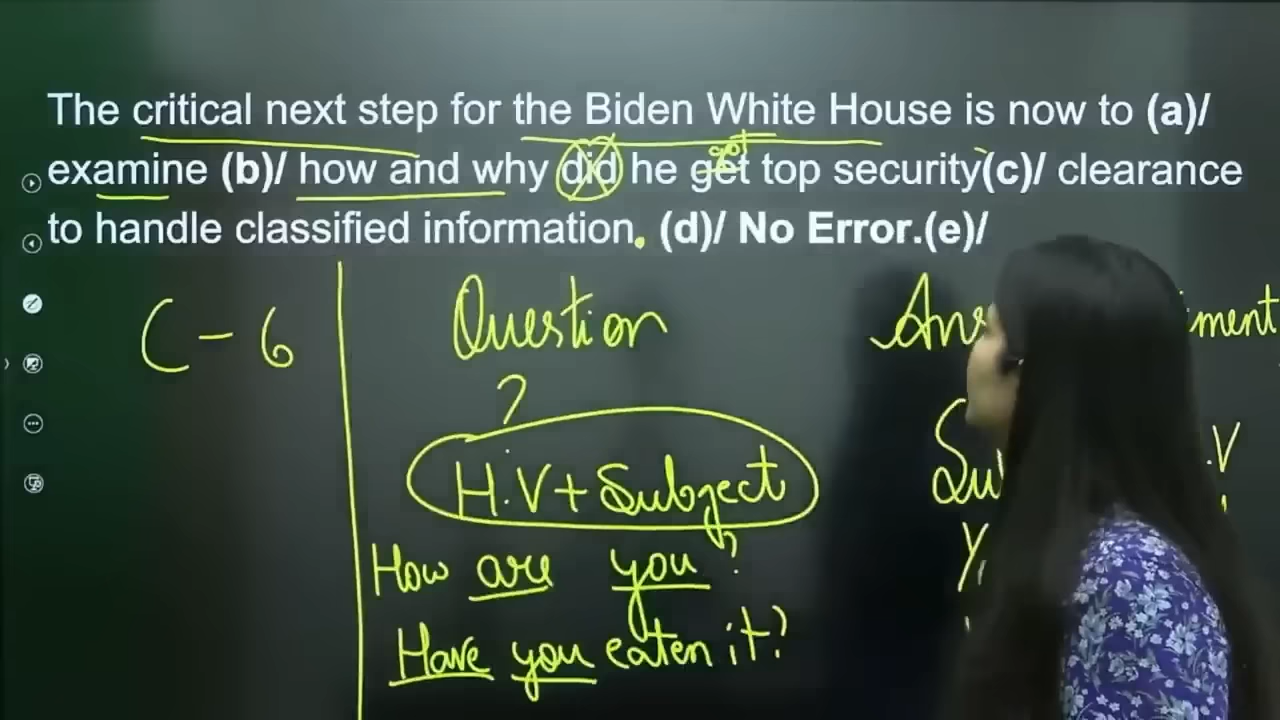 The critical next step for the Biden White House is now to (a)/
got
examine (b)/ how and why did he get top security (c)/ clearance
to handle classified information. (d)/ No Error.(e)/
C - 6
Question
?
H.V + Subject
How are you?
Have you eaten it?